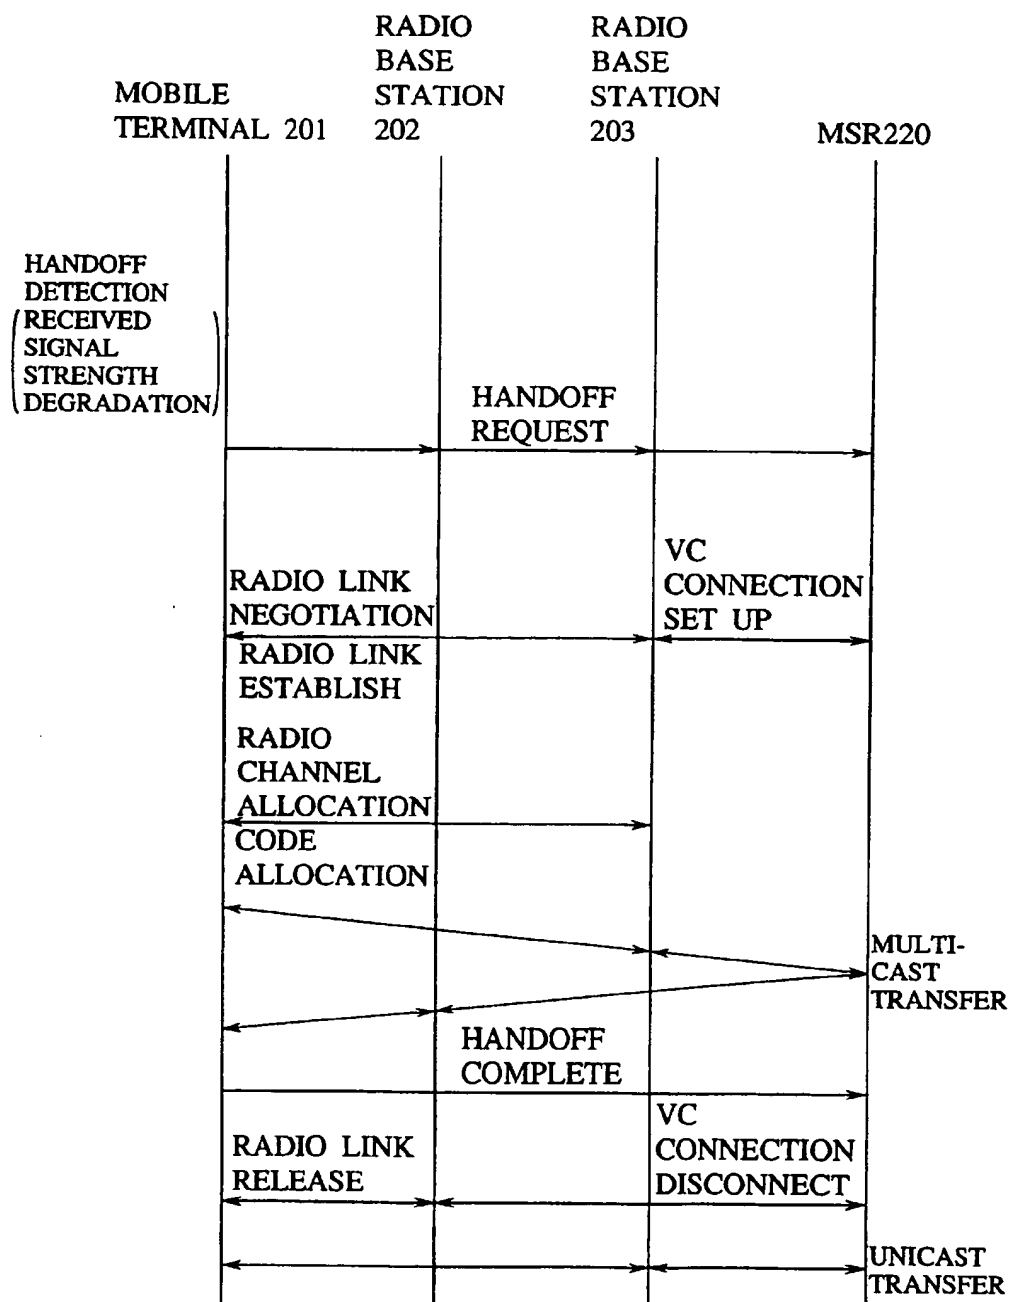 MOBILE
TERMINAL 201
RADIO
BASE
STATION
202
RADIO
BASE
STATION
203
MSR220
HANDOFF
DETECTION
(RECEIVED
SIGNAL
STRENGTH
DEGRADATION)
HANDOFF
REQUEST
RADIO LINK
NEGOTIATION
VC
CONNECTION
SET UP
RADIO LINK
ESTABLISH
RADIO
CHANNEL
ALLOCATION
CODE
ALLOCATION
MULTI-
CAST
TRANSFER
HANDOFF
COMPLETE
RADIO LINK
RELEASE
VC
CONNECTION
DISCONNECT
UNICAST
TRANSFER